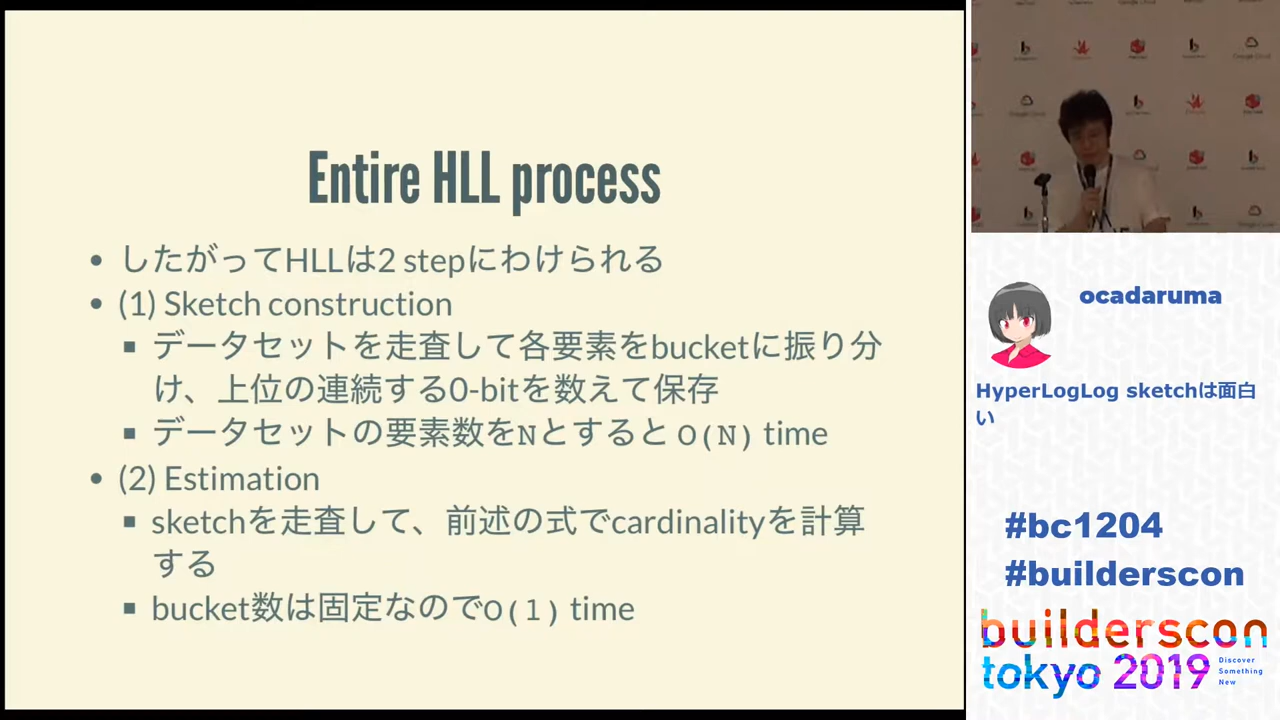 Entire HLL process
したがってHLLは2 stepにわけられる
(1) Sketch construction
データセットを走査して各要素をbucketに振り分
け、上位の連続する0-bitを数えて保存
データセットの要素数をNとすると O(N) time
(2) Estimation
sketchを走査して、前述の式でcardinalityを計算
する
bucket数は固定なのでO(1) time
ocadaruma
HyperLogLog sketchは面白
い
#bc1204
#builderscon
builderscon
tokyo 2019
Discover
Something
New